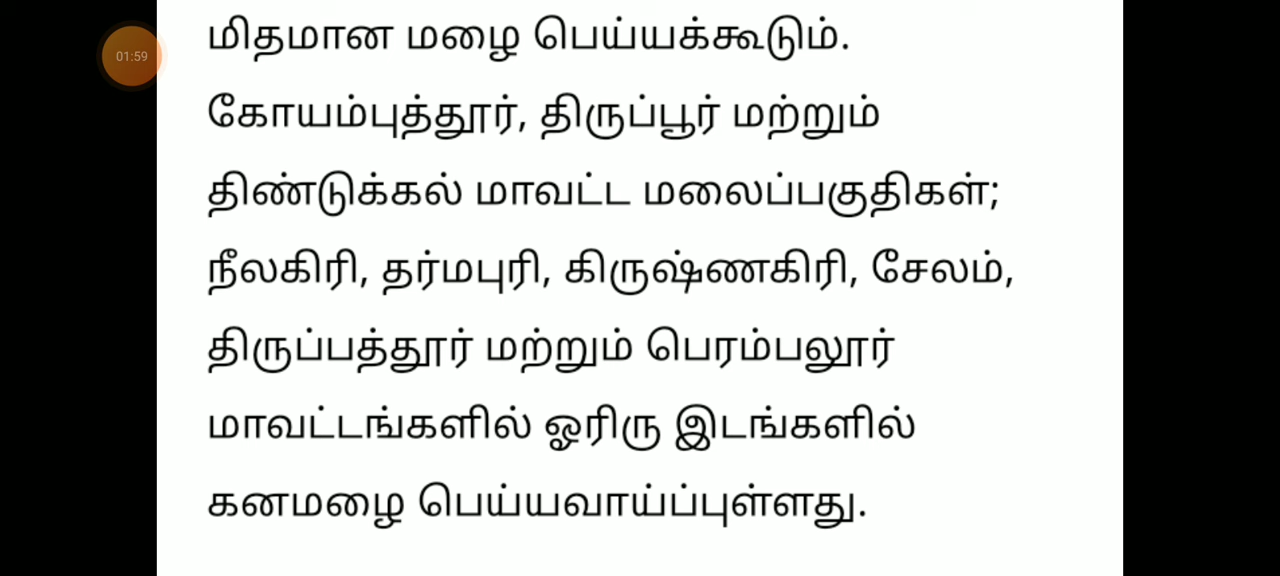 01:59
மிதமான மழை பெய்யக்கூடும்.
கோயம்புத்தூர், திருப்பூர் மற்றும்
திண்டுக்கல் மாவட்ட மலைப்பகுதிகள்;
நீலகிரி, தர்மபுரி, கிருஷ்ணகிரி, சேலம்,
திருப்பத்தூர் மற்றும் பெரம்பலூர்
மாவட்டங்களில் ஓரிரு இடங்களில்
கனமழை பெய்யவாய்ப்புள்ளது.